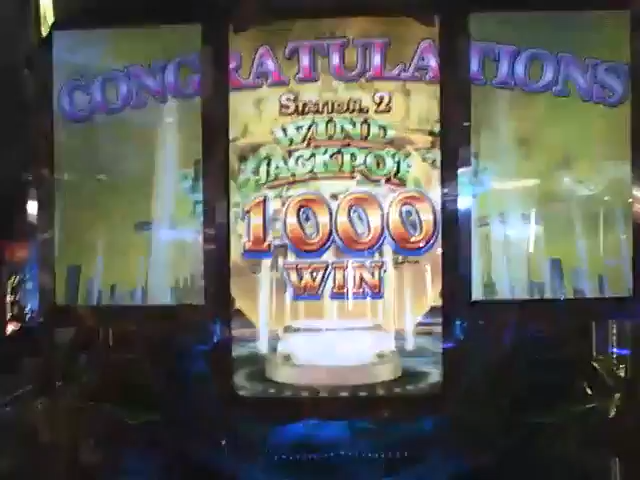 CONGRATULATIONS
Station. 2
WIND
JACKPOT
1000
WIN